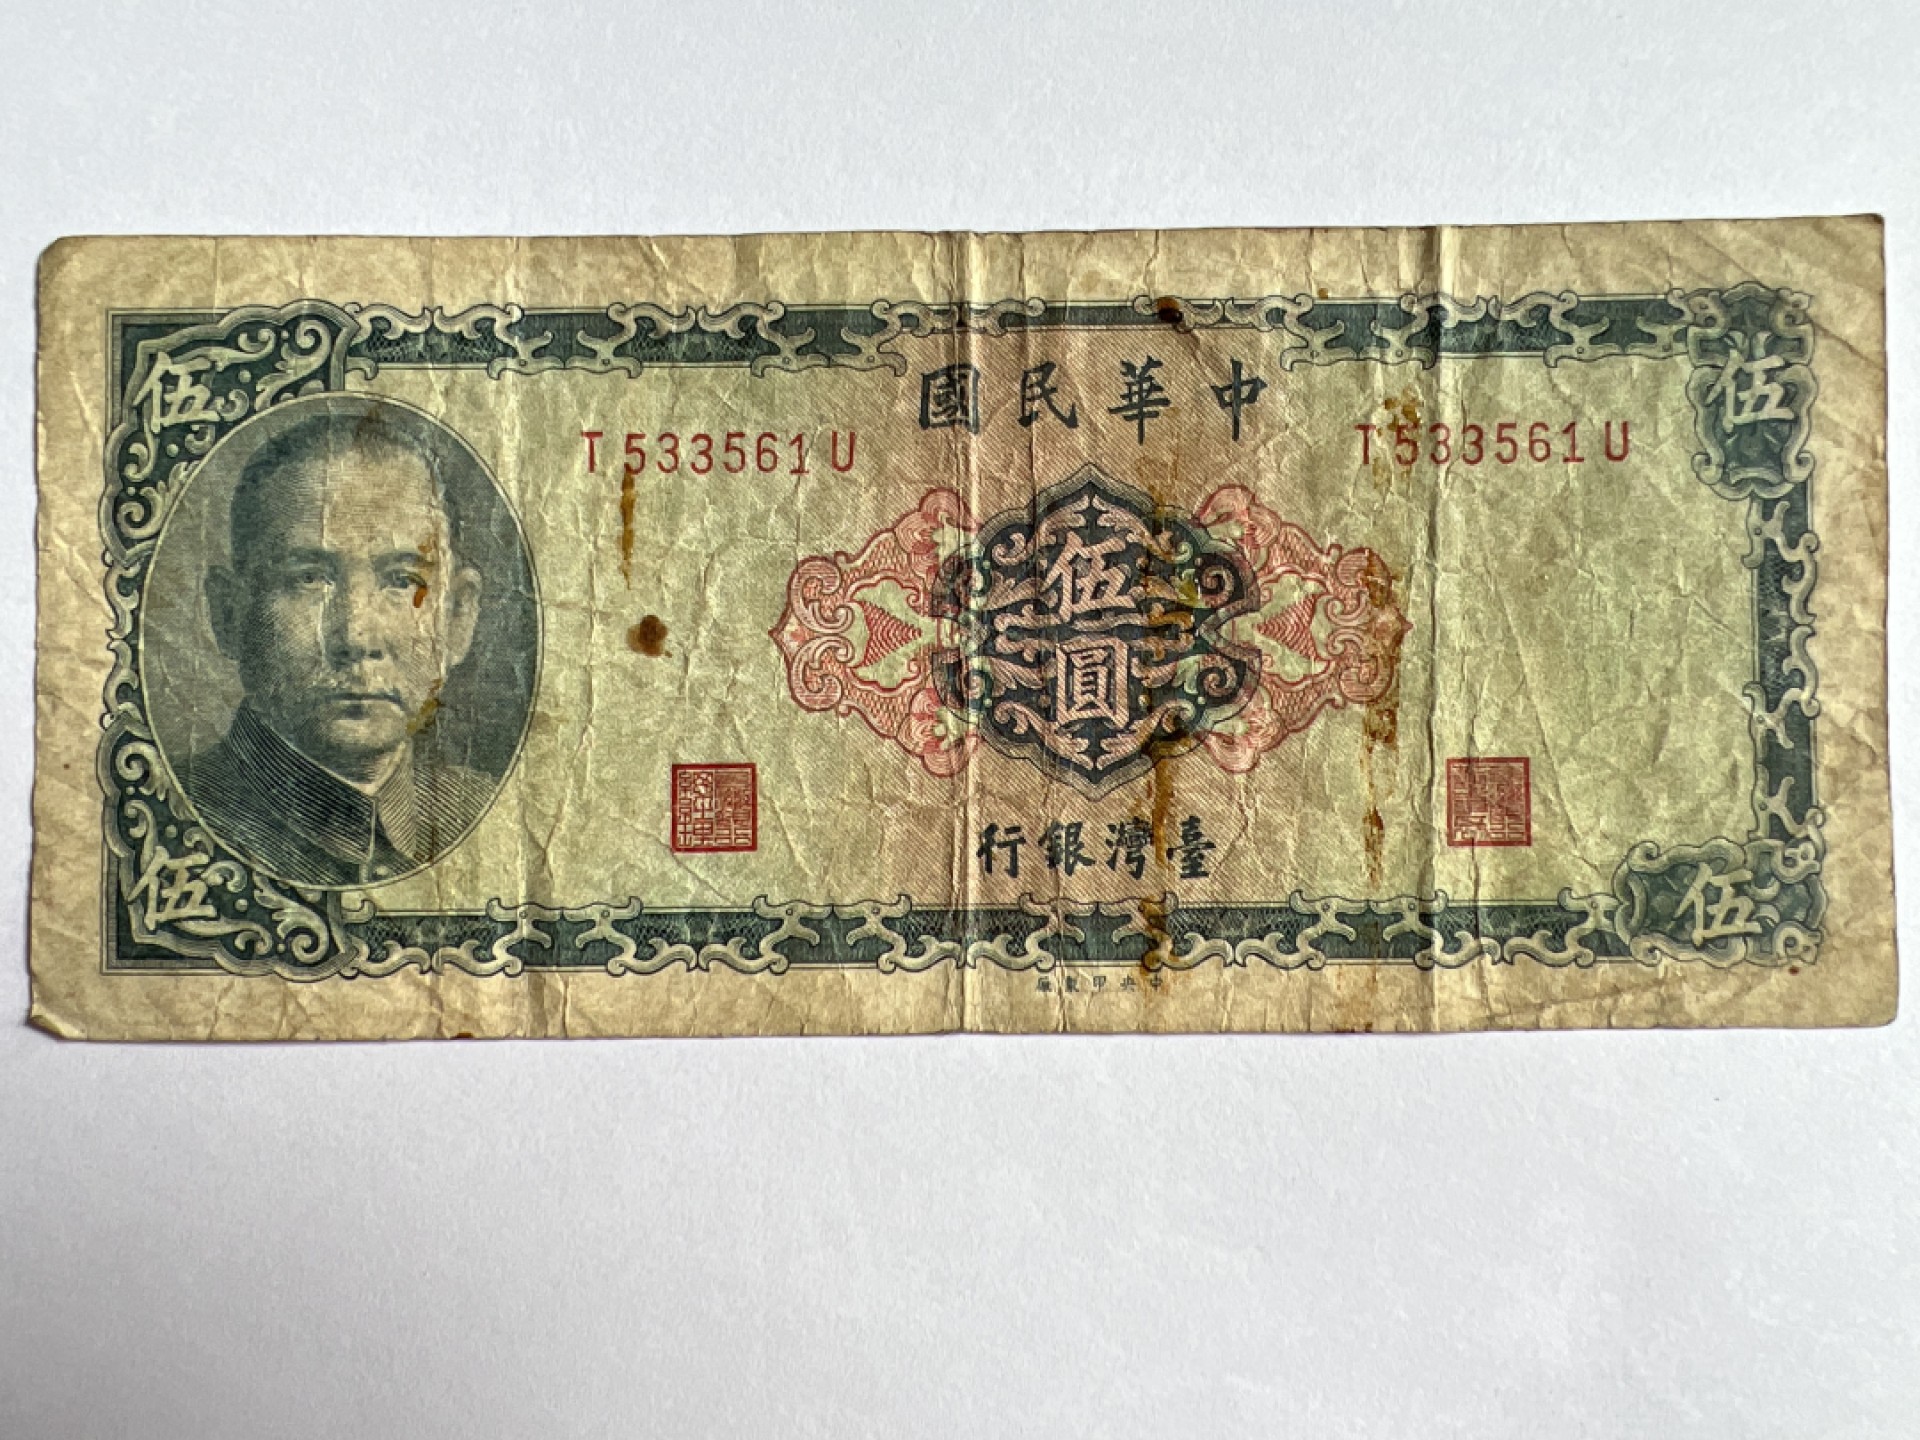 中華民國
伍
伍
T533561U
T533561U
伍圓
臺灣銀行
伍
伍
中央印製廠